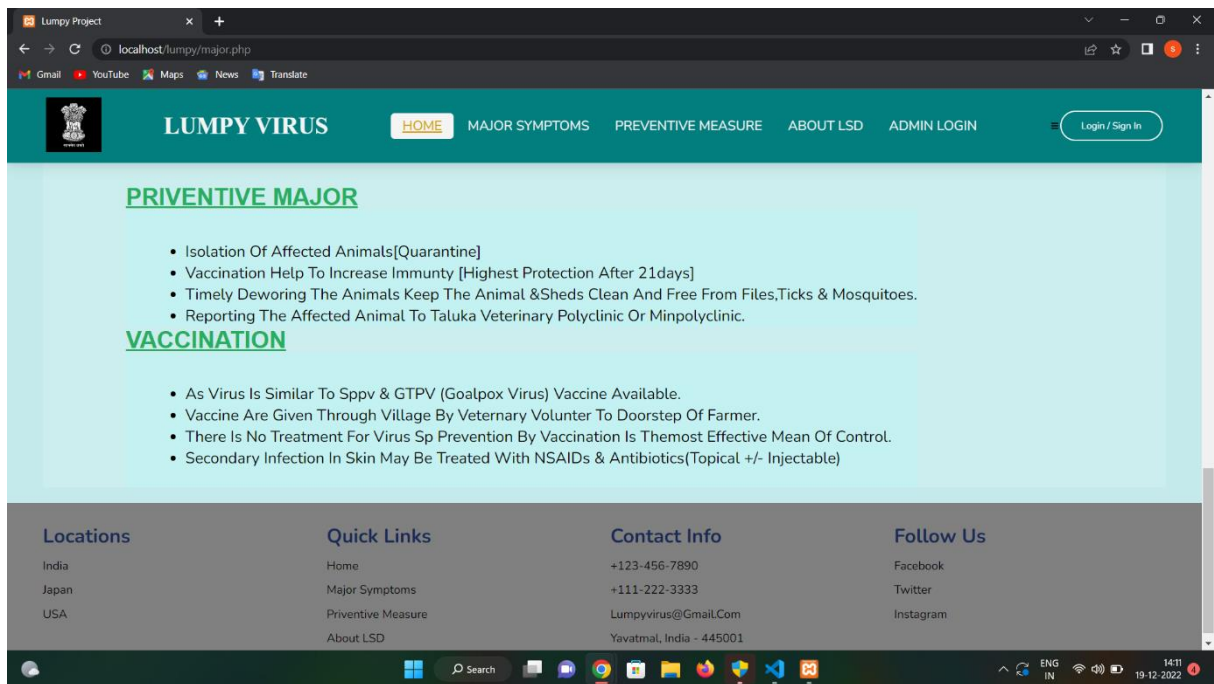 Lumpy Project
localhost/lumpy/major.php
Gmail YouTube Maps News Translate
LUMPY VIRUS HOME MAJOR SYMPTOMS PREVENTIVE MEASURE ABOUT LSD ADMIN LOGIN Login / Sign In
PRIVENTIVE MAJOR
• Isolation Of Affected Animals[Quarantine]
• Vaccination Help To Increase Immunty [Highest Protection After 21days]
• Timely Deworing The Animals Keep The Animal &Sheds Clean And Free From Files,Ticks & Mosquitoes.
• Reporting The Affected Animal To Taluka Veterinary Polyclinic Or Minpolyclinic.
VACCINATION
• As Virus Is Similar To Sppv & GTPV (Goalpox Virus) Vaccine Available.
• Vaccine Are Given Through Village By Veternary Volunter To Doorstep Of Farmer.
• There Is No Treatment For Virus Sp Prevention By Vaccination Is Themost Effective Mean Of Control.
• Secondary Infection In Skin May Be Treated With NSAIDs & Antibiotics(Topical +/- Injectable)
Locations
India
Japan
USA
Quick Links
Home
Major Symptoms
Priventive Measure
About LSD
Contact Info
+123-456-7890
+111-222-3333
Lumpyvirus@Gmail.Com
Yavatmal, India - 445001
Follow Us
Facebook
Twitter
Instagram
Search
ENG
IN
14:11
19-12-2022
4